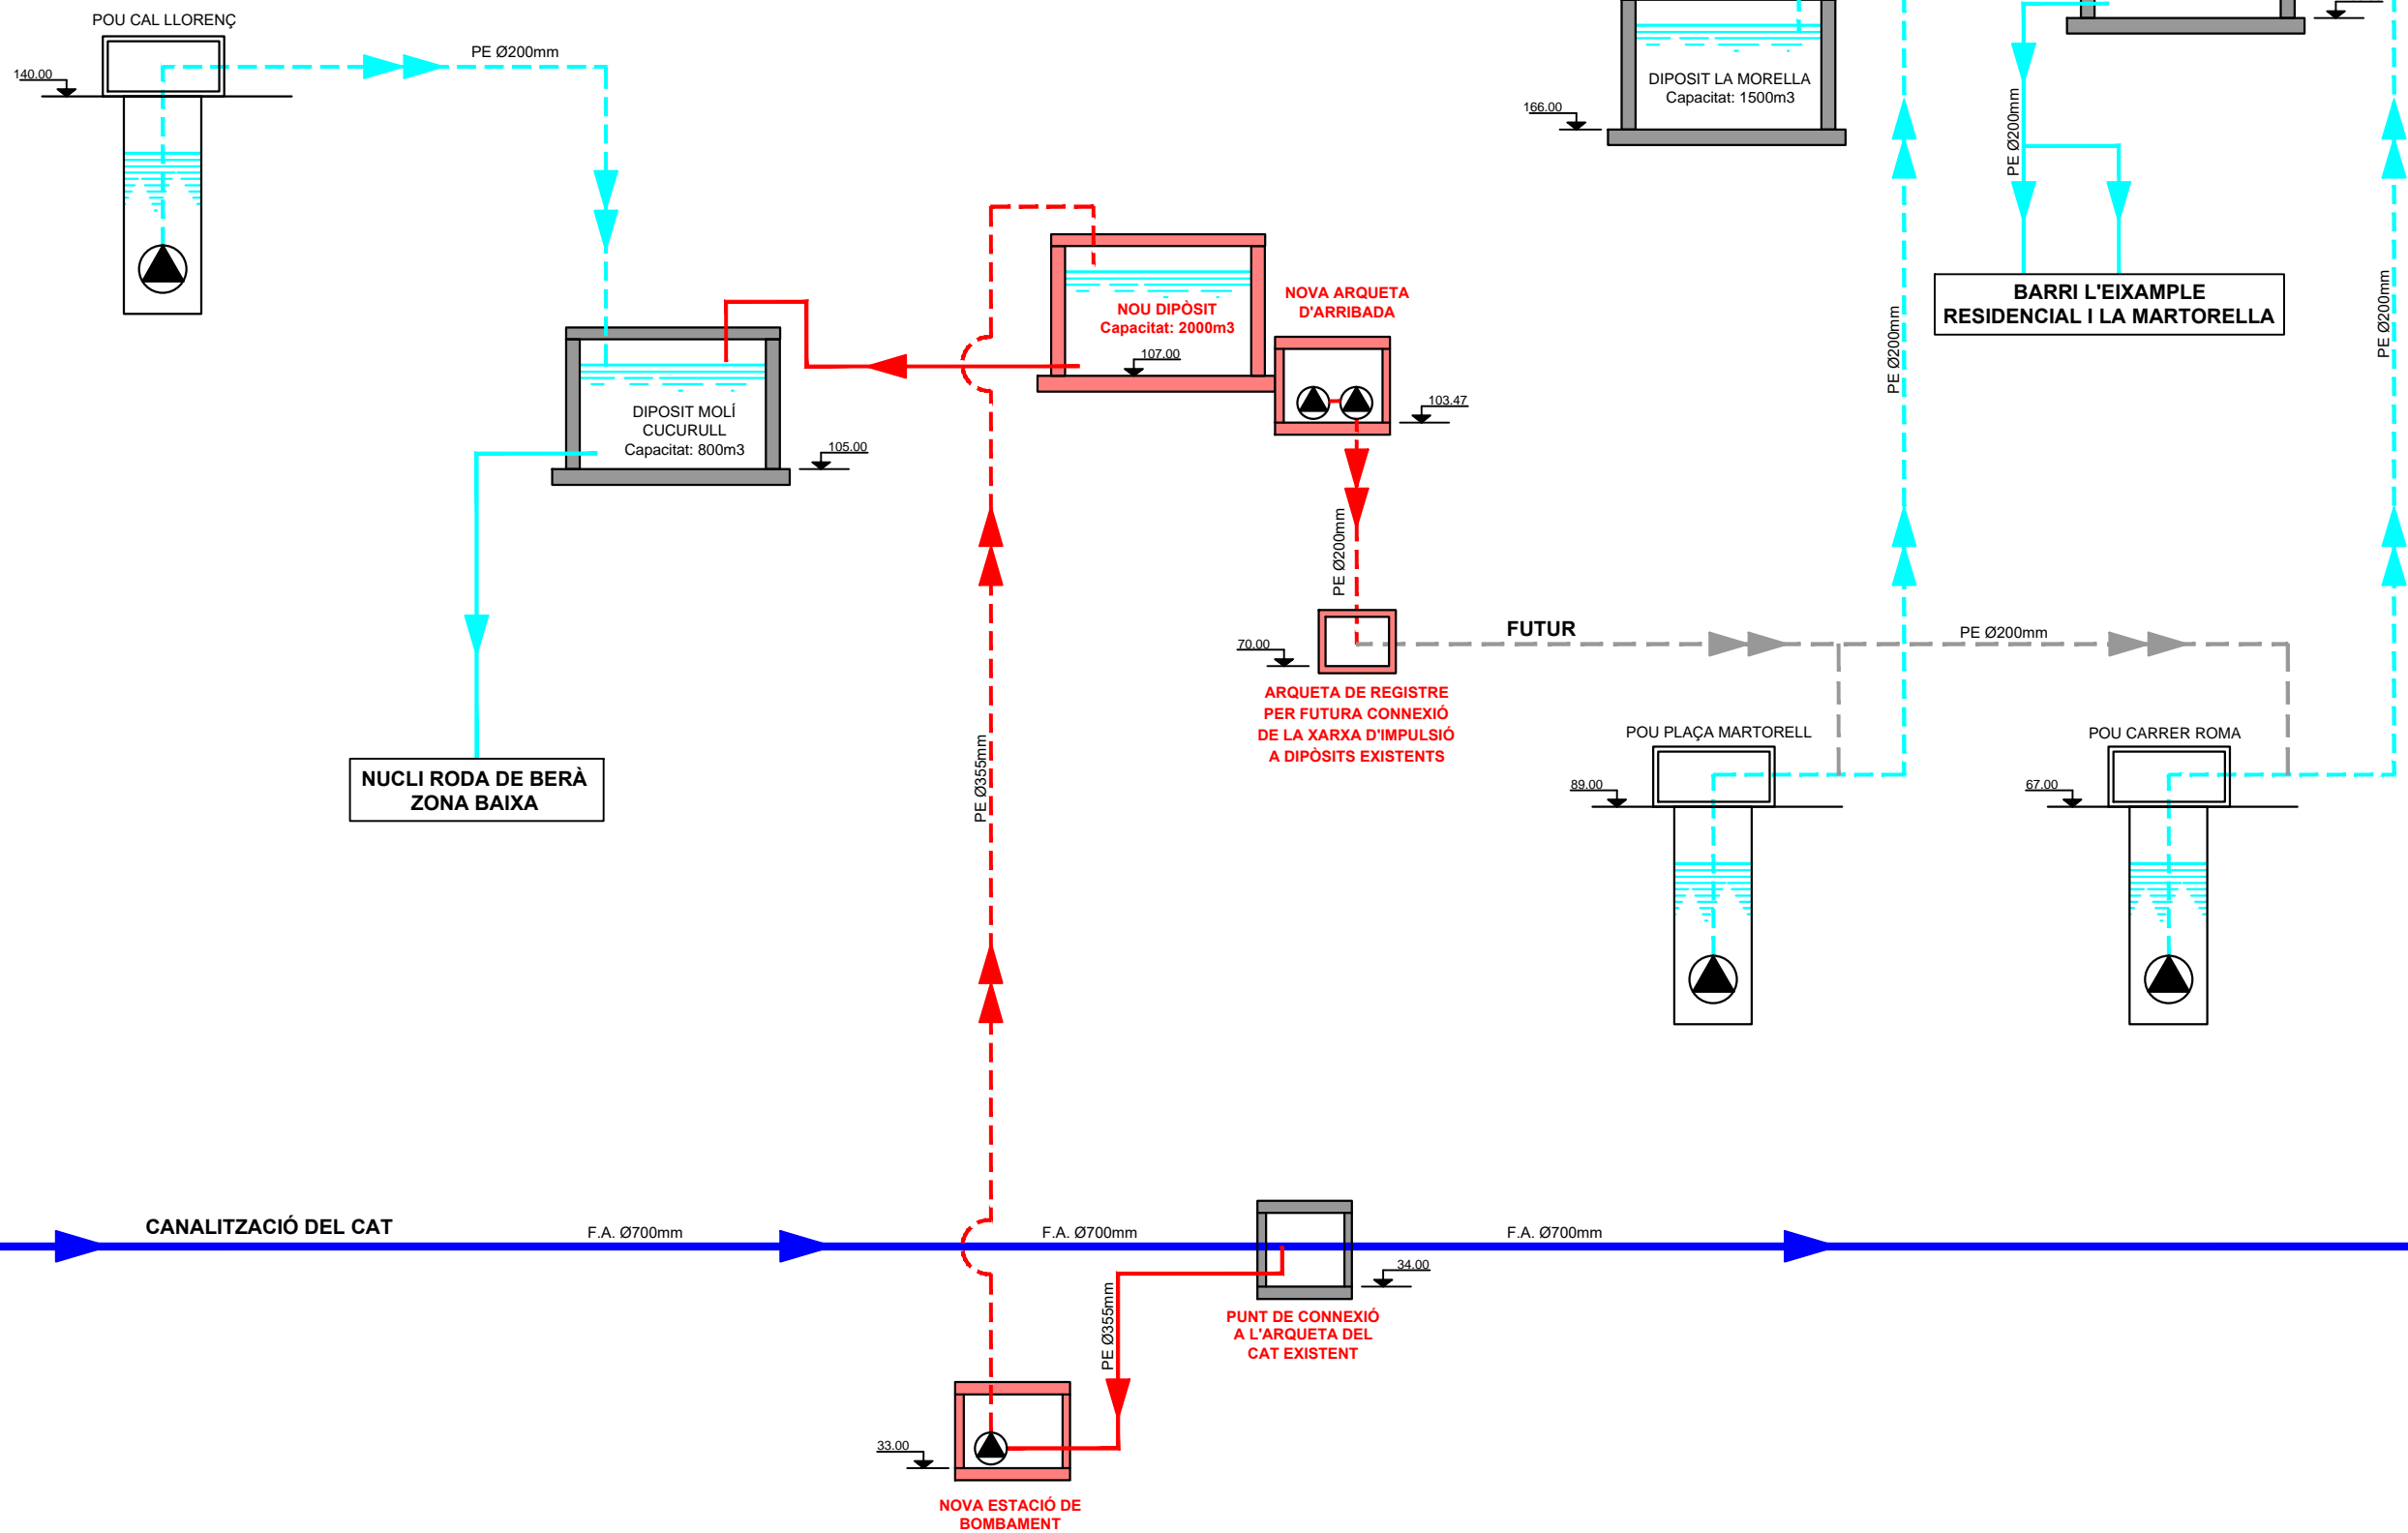 POU CAL LLORENÇ
PE Ø200mm
140.00
DIPOSIT LA MORELLA
Capacitat: 1500m3
166.00
PE Ø200mm
BARRI L'EIXAMPLE
RESIDENCIAL I LA MARTORELLA
PE Ø200mm
PE Ø200mm
NOU DIPÒSIT
Capacitat: 2000m3
107.00
NOVA ARQUETA
D'ARRIBADA
103.47
DIPOSIT MOLÍ
CUCURULL
Capacitat: 800m3
105.00
PE Ø200mm
FUTUR
PE Ø200mm
70.00
ARQUETA DE REGISTRE
PER FUTURA CONNEXIÓ
DE LA XARXA D'IMPULSIÓ
A DIPÒSITS EXISTENTS
POU PLAÇA MARTORELL
89.00
POU CARRER ROMA
67.00
NUCLI RODA DE BERÀ
ZONA BAIXA
PE Ø355mm
CANALITZACIÓ DEL CAT
F.A. Ø700mm
F.A. Ø700mm
F.A. Ø700mm
34.00
PUNT DE CONNEXIÓ
A L'ARQUETA DEL
CAT EXISTENT
PE Ø355mm
33.00
NOVA ESTACIÓ DE
BOMBAMENT